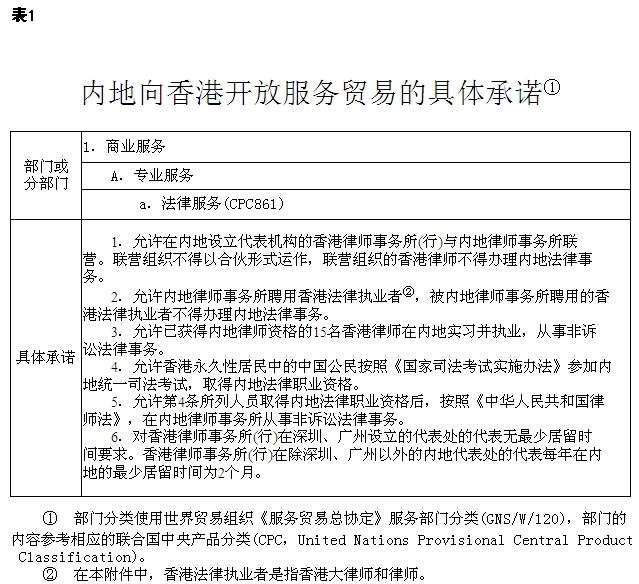 表1
内地向香港开放服务贸易的具体承诺①
部门或
分部门
1. 商业服务
A. 专业服务
a. 法律服务(CPC861)
具体承诺
1. 允许在内地设立代表机构的香港律师事务所(行)与内地律师事务所联
营。联营组织不得以合伙形式运作，联营组织的香港律师不得办理内地法律事
务。
2. 允许内地律师事务所聘用香港法律执业者②，被内地律师事务所聘用的香
港法律执业者不得办理内地法律事务。
3. 允许已获得内地律师资格的15名香港律师在内地实习并执业，从事非诉
讼法律事务。
4. 允许香港永久性居民中的中国公民按照《国家司法考试实施办法》参加内
地统一司法考试，取得内地法律职业资格。
5. 允许第4条所列人员取得内地法律职业资格后，按照《中华人民共和国律
师法》，在内地律师事务所从事非诉讼法律事务。
6. 对香港律师事务所(行)在深圳、广州设立的代表处的代表无最少居留时
间要求。香港律师事务所(行)在除深圳、广州以外的内地代表处的代表每年在内
地的最少居留时间为2个月。
① 部门分类使用世界贸易组织《服务贸易总协定》服务部门分类(GNS/W/120)，部门的
内容参考相应的联合国中央产品分类(CPC, United Nations Provisional Central Product
Classification)。
② 在本附件中，香港法律执业者是指香港大律师和律师。